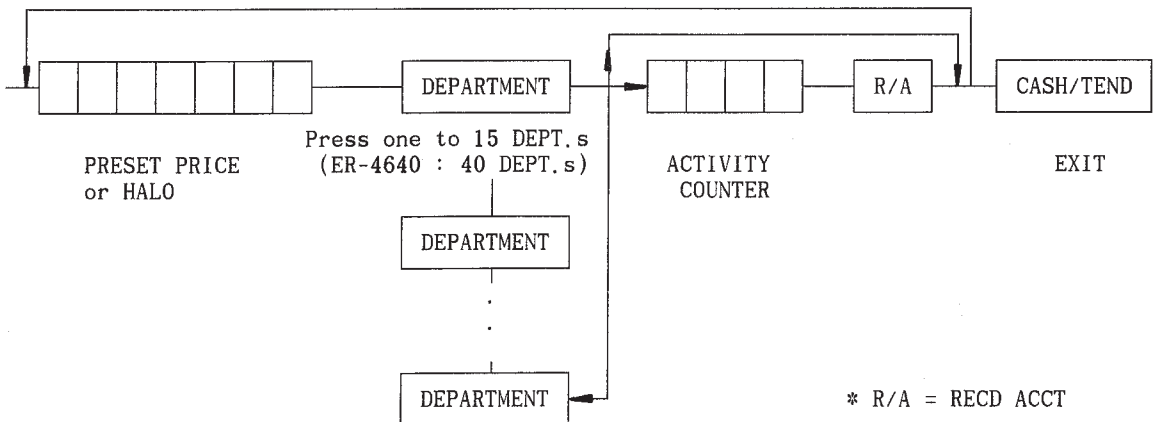 DEPARTMENT
R/A
CASH/TEND
PRESET PRICE
or HALO
Press one to 15 DEPT.s
(ER-4640 : 40 DEPT.s)
ACTIVITY
COUNTER
EXIT
DEPARTMENT
.
.
DEPARTMENT
* R/A = RECD ACCT